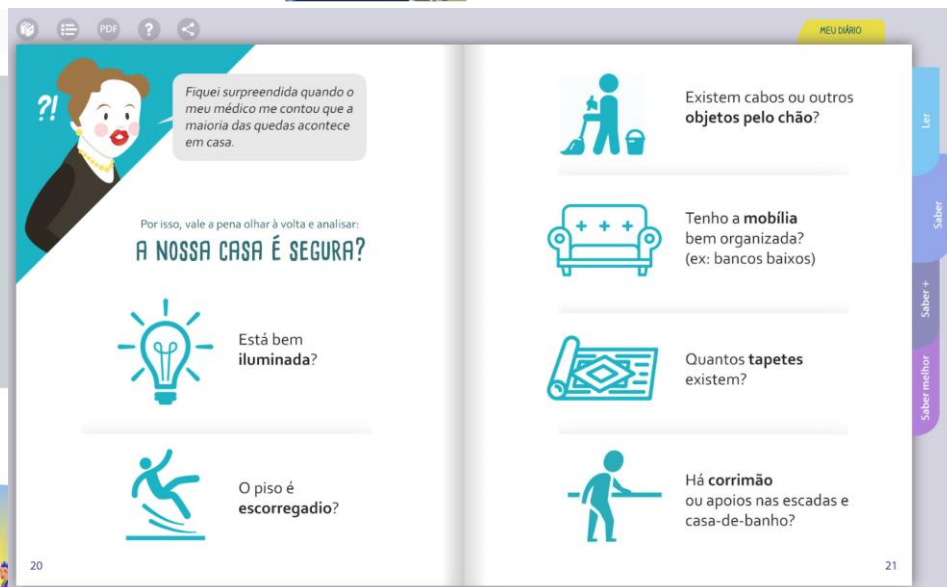 PDF
?
MEU DIÁRIO
?!
Fiquei surpreendida quando o
meu médico me contou que a
maioria das quedas acontece
em casa.
Por isso, vale a pena olhar à volta e analisar:
A NOSSA CASA É SEGURA?
Está bem
iluminada?
O piso é
escorregadio?
20
Existem cabos ou outros
objetos pelo chão?
Tenho a mobília
bem organizada?
(ex: bancos baixos)
Quantos tapetes
existem?
Há corrimão
ou apoios nas escadas e
casa-de-banho?
21
Ler
Saber
Saber +
Saber melhor